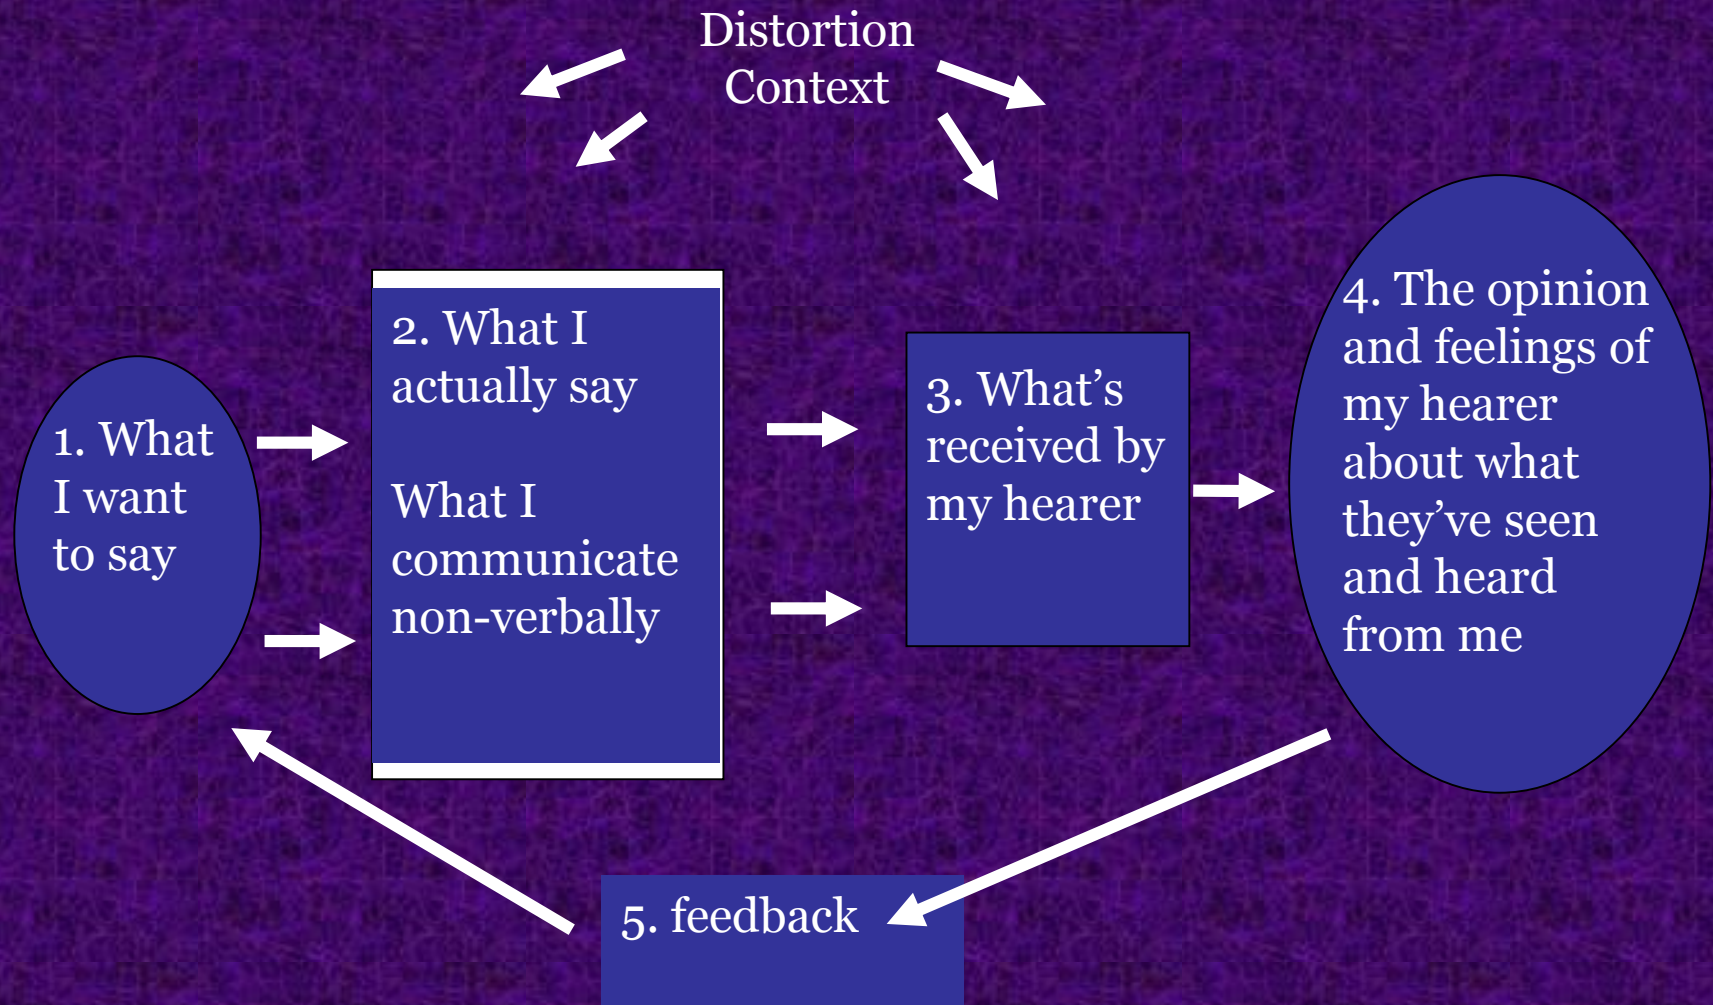 Distortion
Context
1. What
I want
to say
2. What I
actually say
What I
communicate
non-verbally
3. What’s
received by
my hearer
4. The opinion
and feelings of
my hearer
about what
they’ve seen
and heard
from me
5. feedback